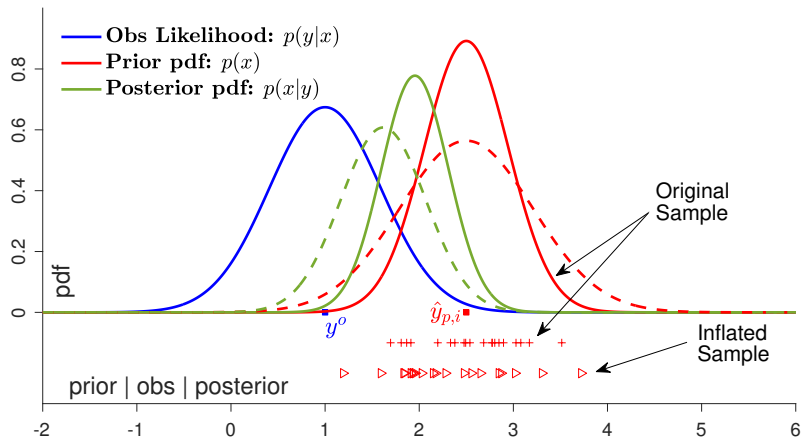 Obs Likelihood: p(y|x)
Prior pdf: p(x)
Posterior pdf: p(x|y)
0.8
0.6
0.4
0.2
0
pdf
Original
Sample
y^o
ŷ_{p,i}
Inflated
Sample
prior | obs | posterior
-2 -1 0 1 2 3 4 5 6